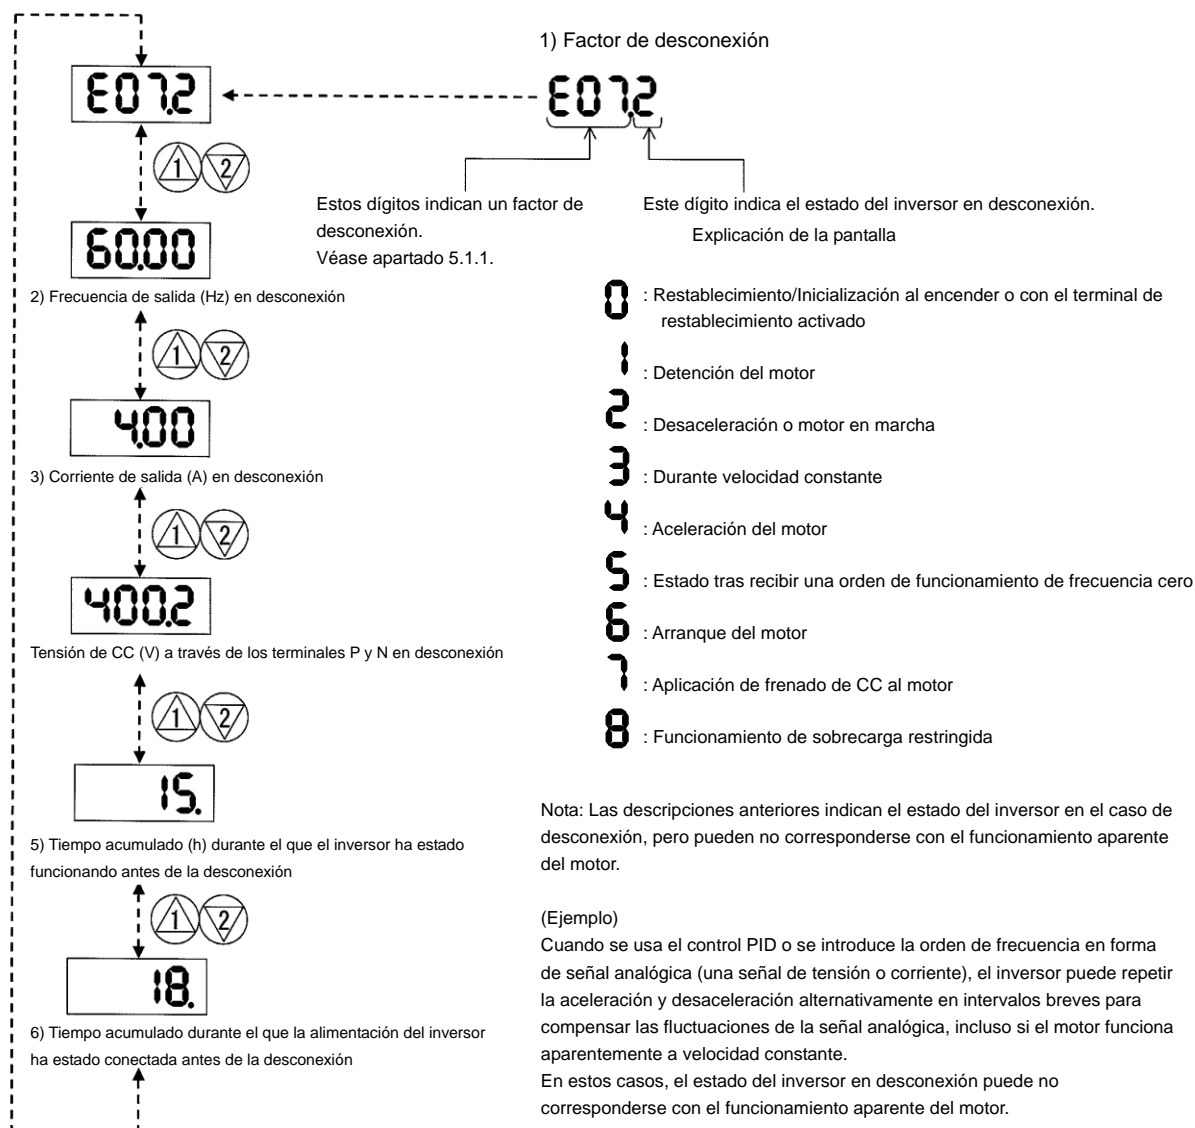 1) Factor de desconexión
E07.2
E07.2
1 2
Estos dígitos indican un factor de
desconexión.
Véase apartado 5.1.1.
Este dígito indica el estado del inversor en desconexión.
Explicación de la pantalla
60.00
2) Frecuencia de salida (Hz) en desconexión
1 2
4.00
3) Corriente de salida (A) en desconexión
1 2
400.2
Tensión de CC (V) a través de los terminales P y N en desconexión
1 2
15.
5) Tiempo acumulado (h) durante el que el inversor ha estado
funcionando antes de la desconexión
1 2
18.
6) Tiempo acumulado durante el que la alimentación del inversor
ha estado conectada antes de la desconexión
0 : Restablecimiento/Inicialización al encender o con el terminal de
restablecimiento activado
1 : Detención del motor
2 : Desaceleración o motor en marcha
3 : Durante velocidad constante
4 : Aceleración del motor
5 : Estado tras recibir una orden de funcionamiento de frecuencia cero
6 : Arranque del motor
7 : Aplicación de frenado de CC al motor
8 : Funcionamiento de sobrecarga restringida
Nota: Las descripciones anteriores indican el estado del inversor en el caso de
desconexión, pero pueden no corresponderse con el funcionamiento aparente
del motor.
(Ejemplo)
Cuando se usa el control PID o se introduce la orden de frecuencia en forma
de señal analógica (una señal de tensión o corriente), el inversor puede repetir
la aceleración y desaceleración alternativamente en intervalos breves para
compensar las fluctuaciones de la señal analógica, incluso si el motor funciona
aparentemente a velocidad constante.
En estos casos, el estado del inversor en desconexión puede no
corresponderse con el funcionamiento aparente del motor.